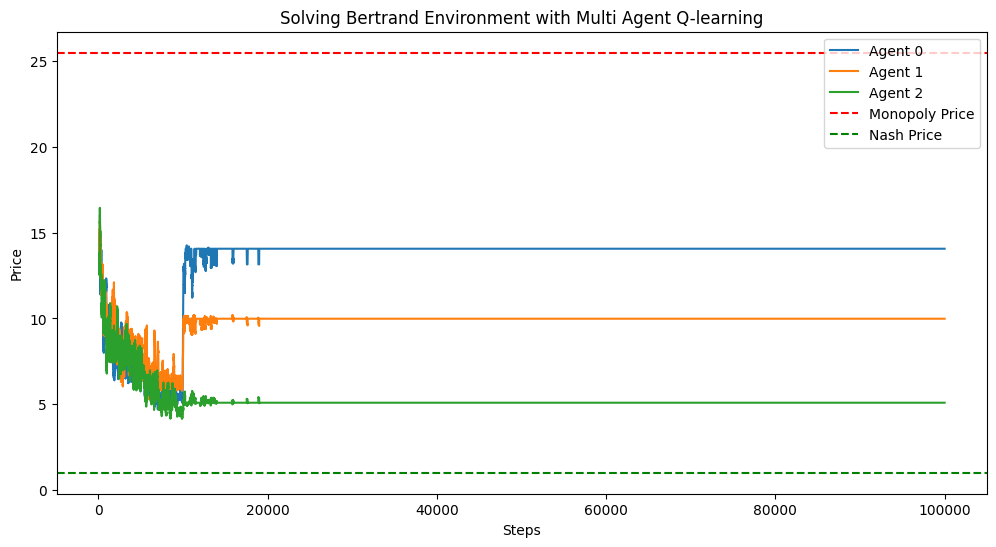 Solving Bertrand Environment with Multi Agent Q-learning
Agent 0
Agent 1
Agent 2
Monopoly Price
Nash Price
Price
25
20
15
10
5
0
0
20000
40000
60000
80000
100000
Steps